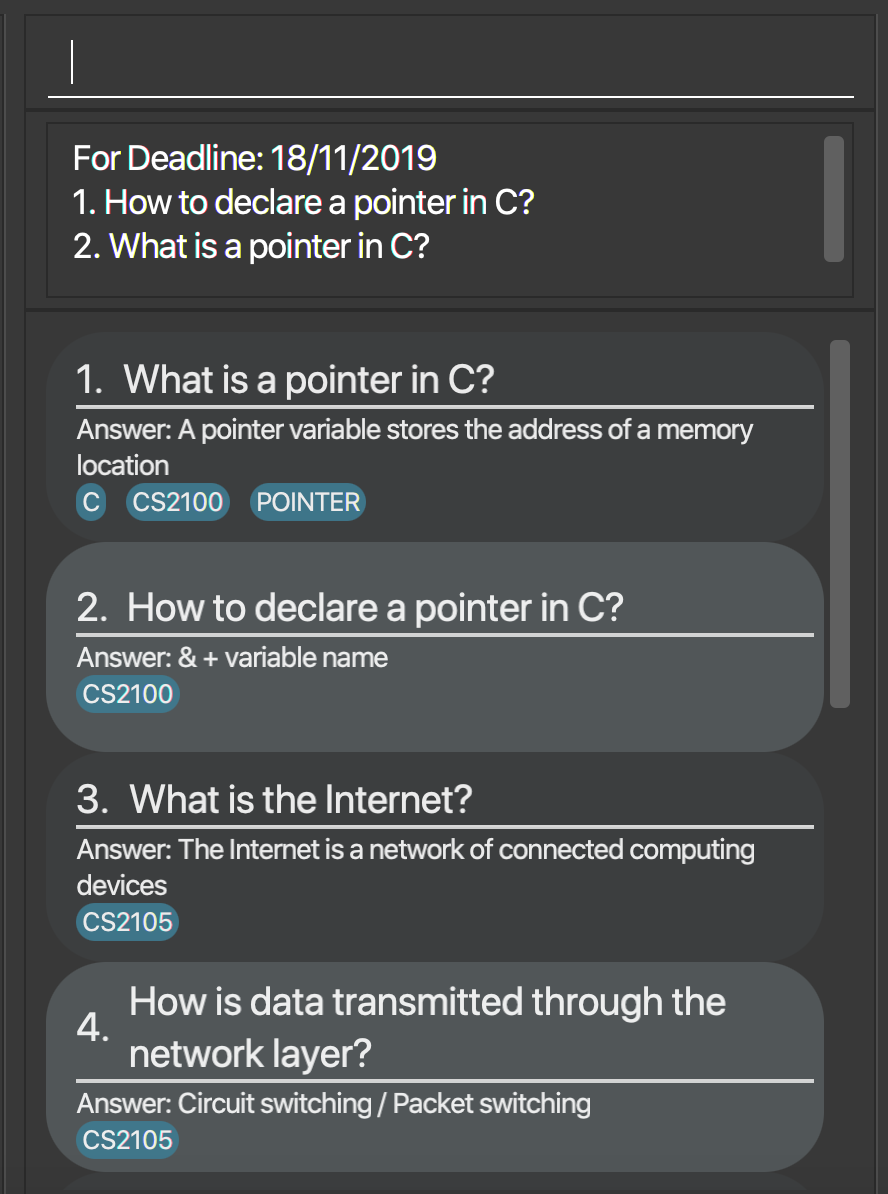 For Deadline: 18/11/2019
1. How to declare a pointer in C?
2. What is a pointer in C?
1. What is a pointer in C?
Answer: A pointer variable stores the address of a memory
location
C CS2100 POINTER
2. How to declare a pointer in C?
Answer: & + variable name
CS2100
3. What is the Internet?
Answer: The Internet is a network of connected computing
devices
CS2105
4. How is data transmitted through the
network layer?
Answer: Circuit switching / Packet switching
CS2105